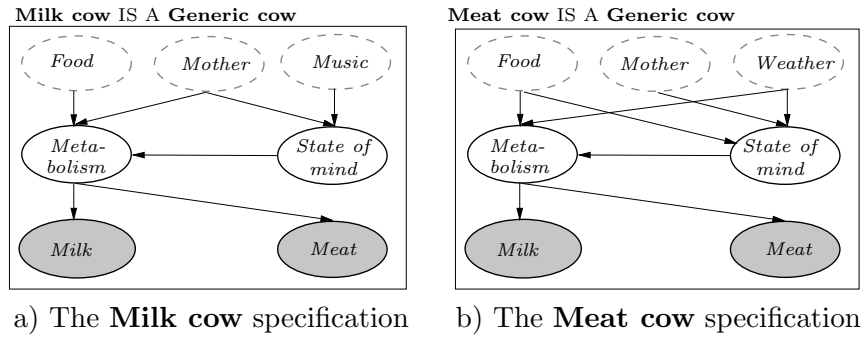 Milk cow IS A Generic cow
Food
Mother
Music
Meta-
bolism
State of
mind
Milk
Meat
a) The Milk cow specification
Meat cow IS A Generic cow
Food
Mother
Weather
Meta-
bolism
State of
mind
Milk
Meat
b) The Meat cow specification